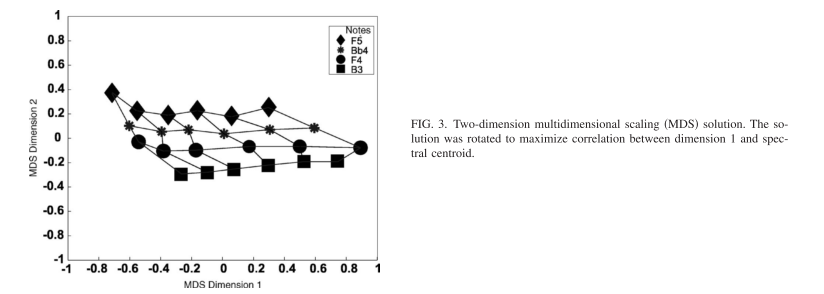 1
0.8
0.6
0.4
0.2
0
-0.2
-0.4
-0.6
-0.8
-1
MDS Dimension 2
Notes
F5
Bb4
F4
B3
-1 -0.8 -0.6 -0.4 -0.2 0 0.2 0.4 0.6 0.8 1
MDS Dimension 1
FIG. 3. Two-dimension multidimensional scaling (MDS) solution. The so-
lution was rotated to maximize correlation between dimension 1 and spec-
tral centroid.